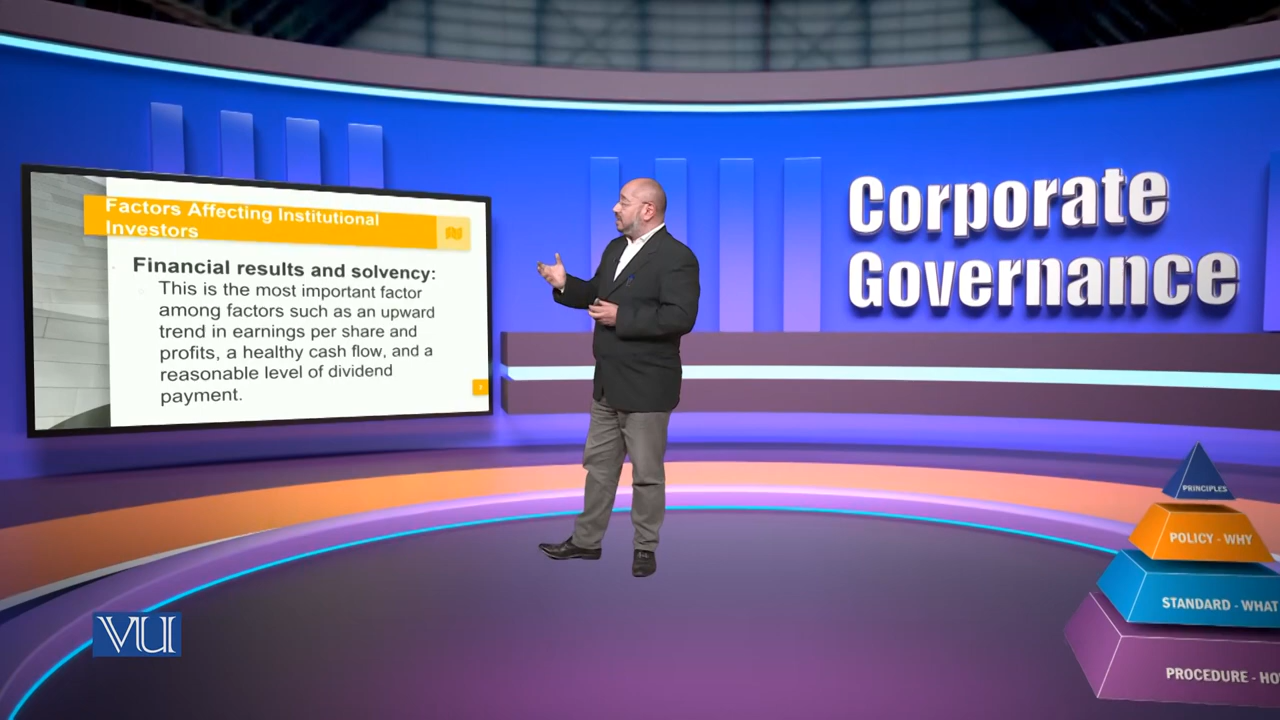 Factors Affecting Institutional
Investors
Financial results and solvency:
This is the most important factor
among factors such as an upward
trend in earnings per share and
profits, a healthy cash flow, and a
reasonable level of dividend
payment.
Corporate
Governance
PRINCIPLES
POLICY - WHY
STANDARD - WHAT
PROCEDURE - HO
VU